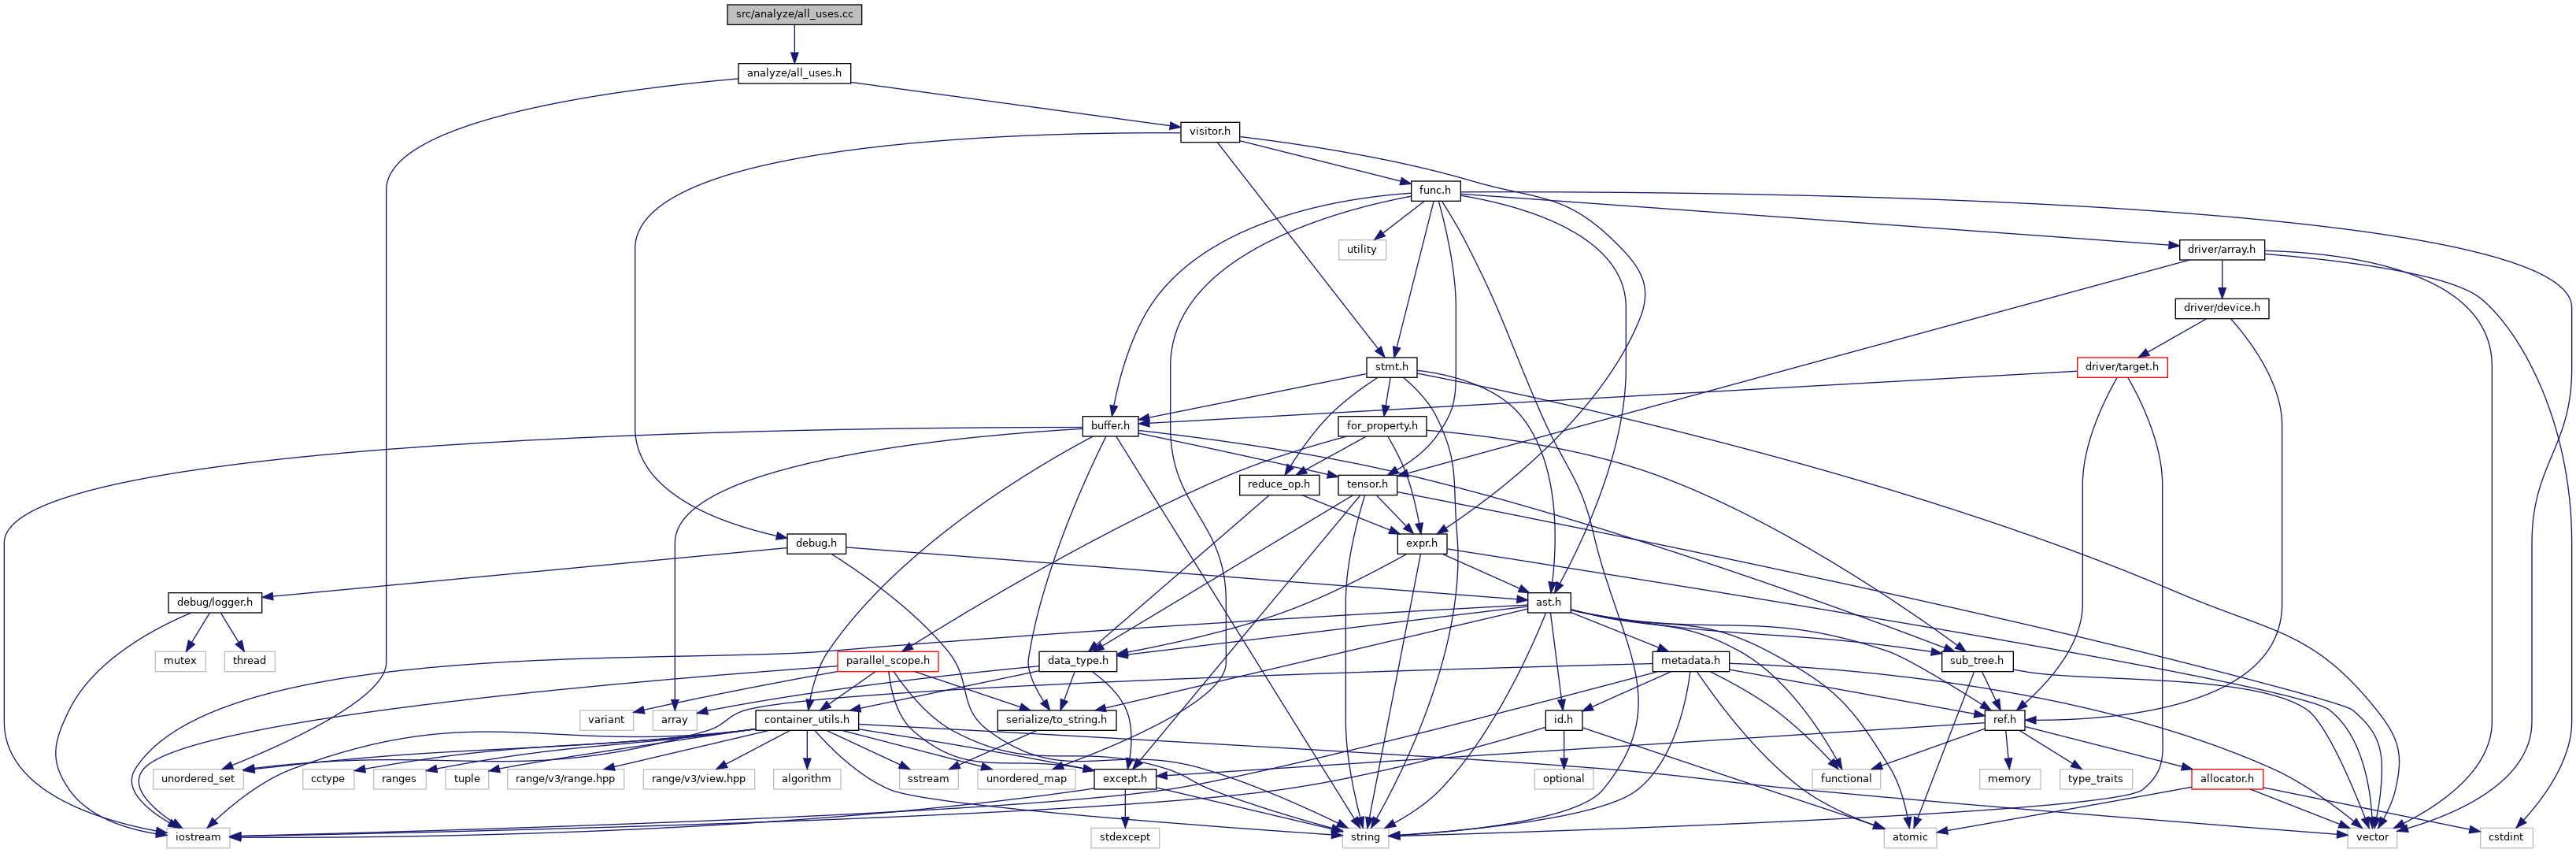 src/analyze/all_uses.cc
analyze/all_uses.h
visitor.h
func.h
utility
driver/array.h
driver/device.h
stmt.h
driver/target.h
buffer.h
for_property.h
reduce_op.h
tensor.h
debug.h
expr.h
debug/logger.h
ast.h
mutex
thread
parallel_scope.h
data_type.h
metadata.h
sub_tree.h
variant
array
container_utils.h
serialize/to_string.h
id.h
ref.h
unordered_set
cctype
ranges
tuple
range/v3/range.hpp
range/v3/view.hpp
algorithm
sstream
unordered_map
except.h
optional
functional
memory
type_traits
allocator.h
iostream
stdexcept
string
atomic
vector
cstdint